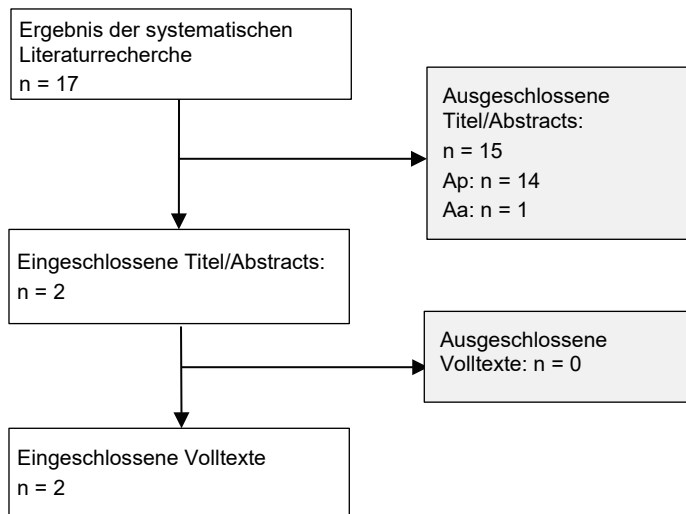 Ergebnis der systematischen
Literaturrecherche
n = 17
Ausgeschlossene
Titel/Abstracts:
n = 15
Ap: n = 14
Aa: n = 1
Eingeschlossene Titel/Abstracts:
n = 2
Ausgeschlossene
Volltexte: n = 0
Eingeschlossene Volltexte
n = 2